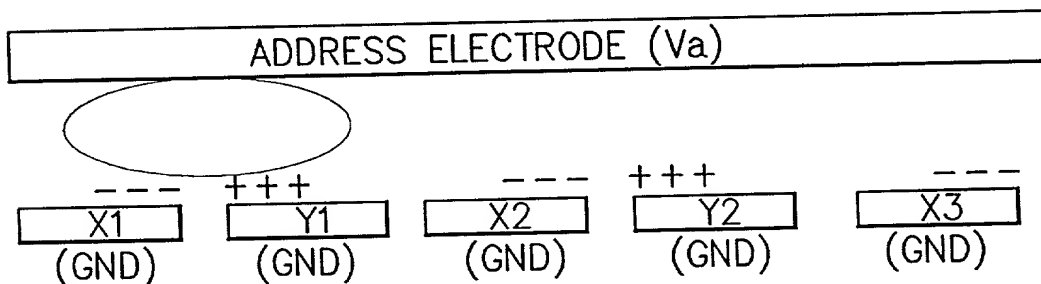 ADDRESS ELECTRODE (Va)
--- +++ --- +++ ---
X1 Y1 X2 Y2 X3
(GND) (GND) (GND) (GND) (GND)